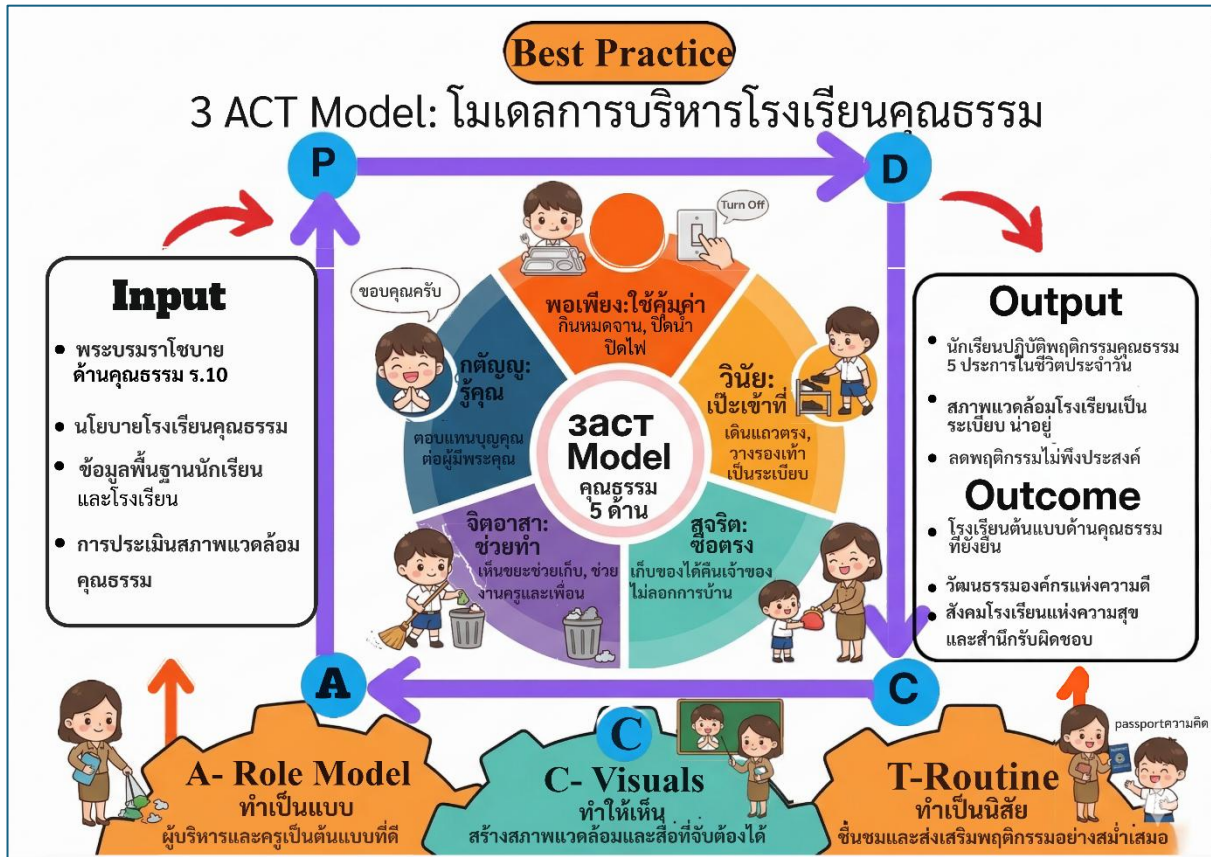 Best Practice
3 ACT Model: โมเดลการบริหารโรงเรียนคุณธรรม
P
D
Input
• พระบรมราโชบาย
ด้านคุณธรรม ร.10
• นโยบายโรงเรียนคุณธรรม
• ข้อมูลพื้นฐานนักเรียน
และโรงเรียน
• การประเมินสภาพแวดล้อม
คุณธรรม
Turn Off
ขอบคุณครับ
พอเพียง:ใช้คุ้มค่า
กินหมดจาน, ปิดน้ำ
ปิดไฟ
กตัญญู:
รู้คุณ
ตอบแทนบุญคุณ
ต่อผู้มีพระคุณ
วินัย:
เป๊ะเข้าที่
เดินแถวตรง,
วางรองเท้า
เป็นระเบียบ
3aCT
Model
คุณธรรม
5 ด้าน
จิตอาสา:
ช่วยทำ
เห็นขยะช่วยเก็บ, ช่วย
งานครูและเพื่อน
สุจริต:
ซื่อตรง
เก็บของได้คืนเจ้าของ
ไม่ลอกการบ้าน
Output
• นักเรียนปฏิบัติพฤติกรรมคุณธรรม
5 ประการในชีวิตประจำวัน
• สภาพแวดล้อมโรงเรียนเป็น
ระเบียบ น่าอยู่
• ลดพฤติกรรมไม่พึงประสงค์
Outcome
• โรงเรียนต้นแบบด้านคุณธรรม
ที่ยั่งยืน
• วัฒนธรรมองค์กรแห่งความดี
• สังคมโรงเรียนแห่งความสุข
และสำนึกรับผิดชอบ
A
C
A- Role Model
ทำเป็นแบบ
ผู้บริหารและครูเป็นต้นแบบที่ดี
C
C- Visuals
ทำให้เห็น
สร้างสภาพแวดล้อมและสื่อที่จับต้องได้
passportความคิด
T-Routine
ทำเป็นนิสัย
ชื่นชมและส่งเสริมพฤติกรรมอย่างสม่ำเสมอ